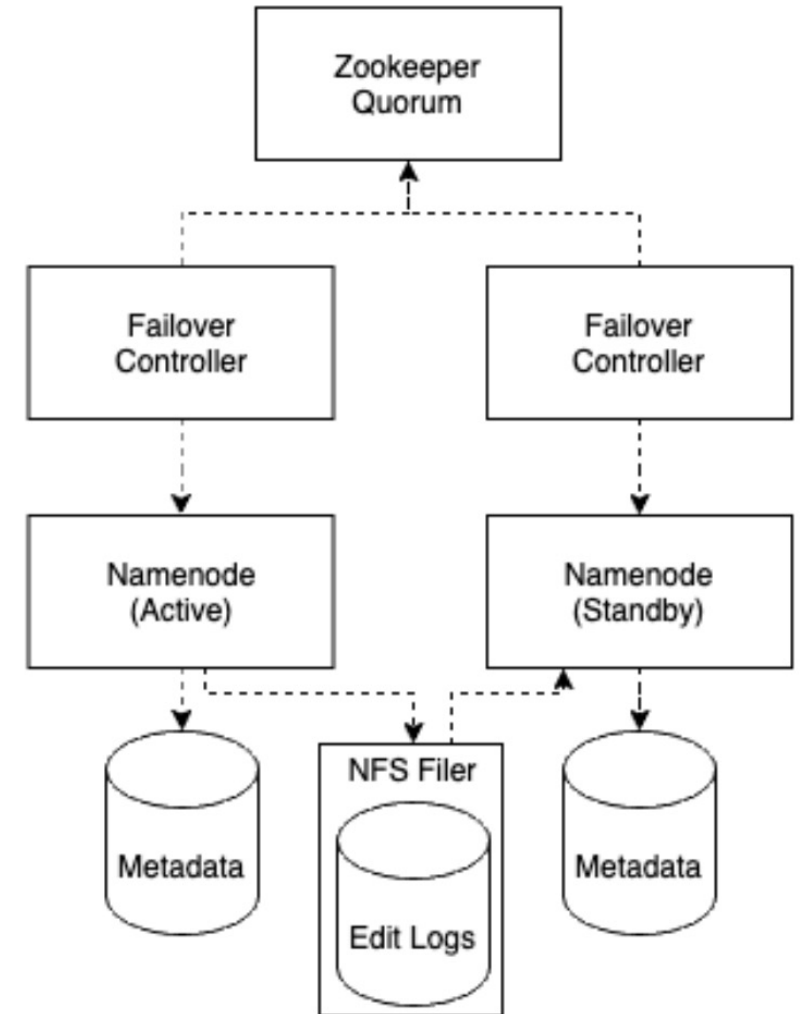 Zookeeper
Quorum
Failover
Controller
Failover
Controller
Namenode
(Active)
Namenode
(Standby)
NFS Filer
Metadata
Metadata
Edit Logs